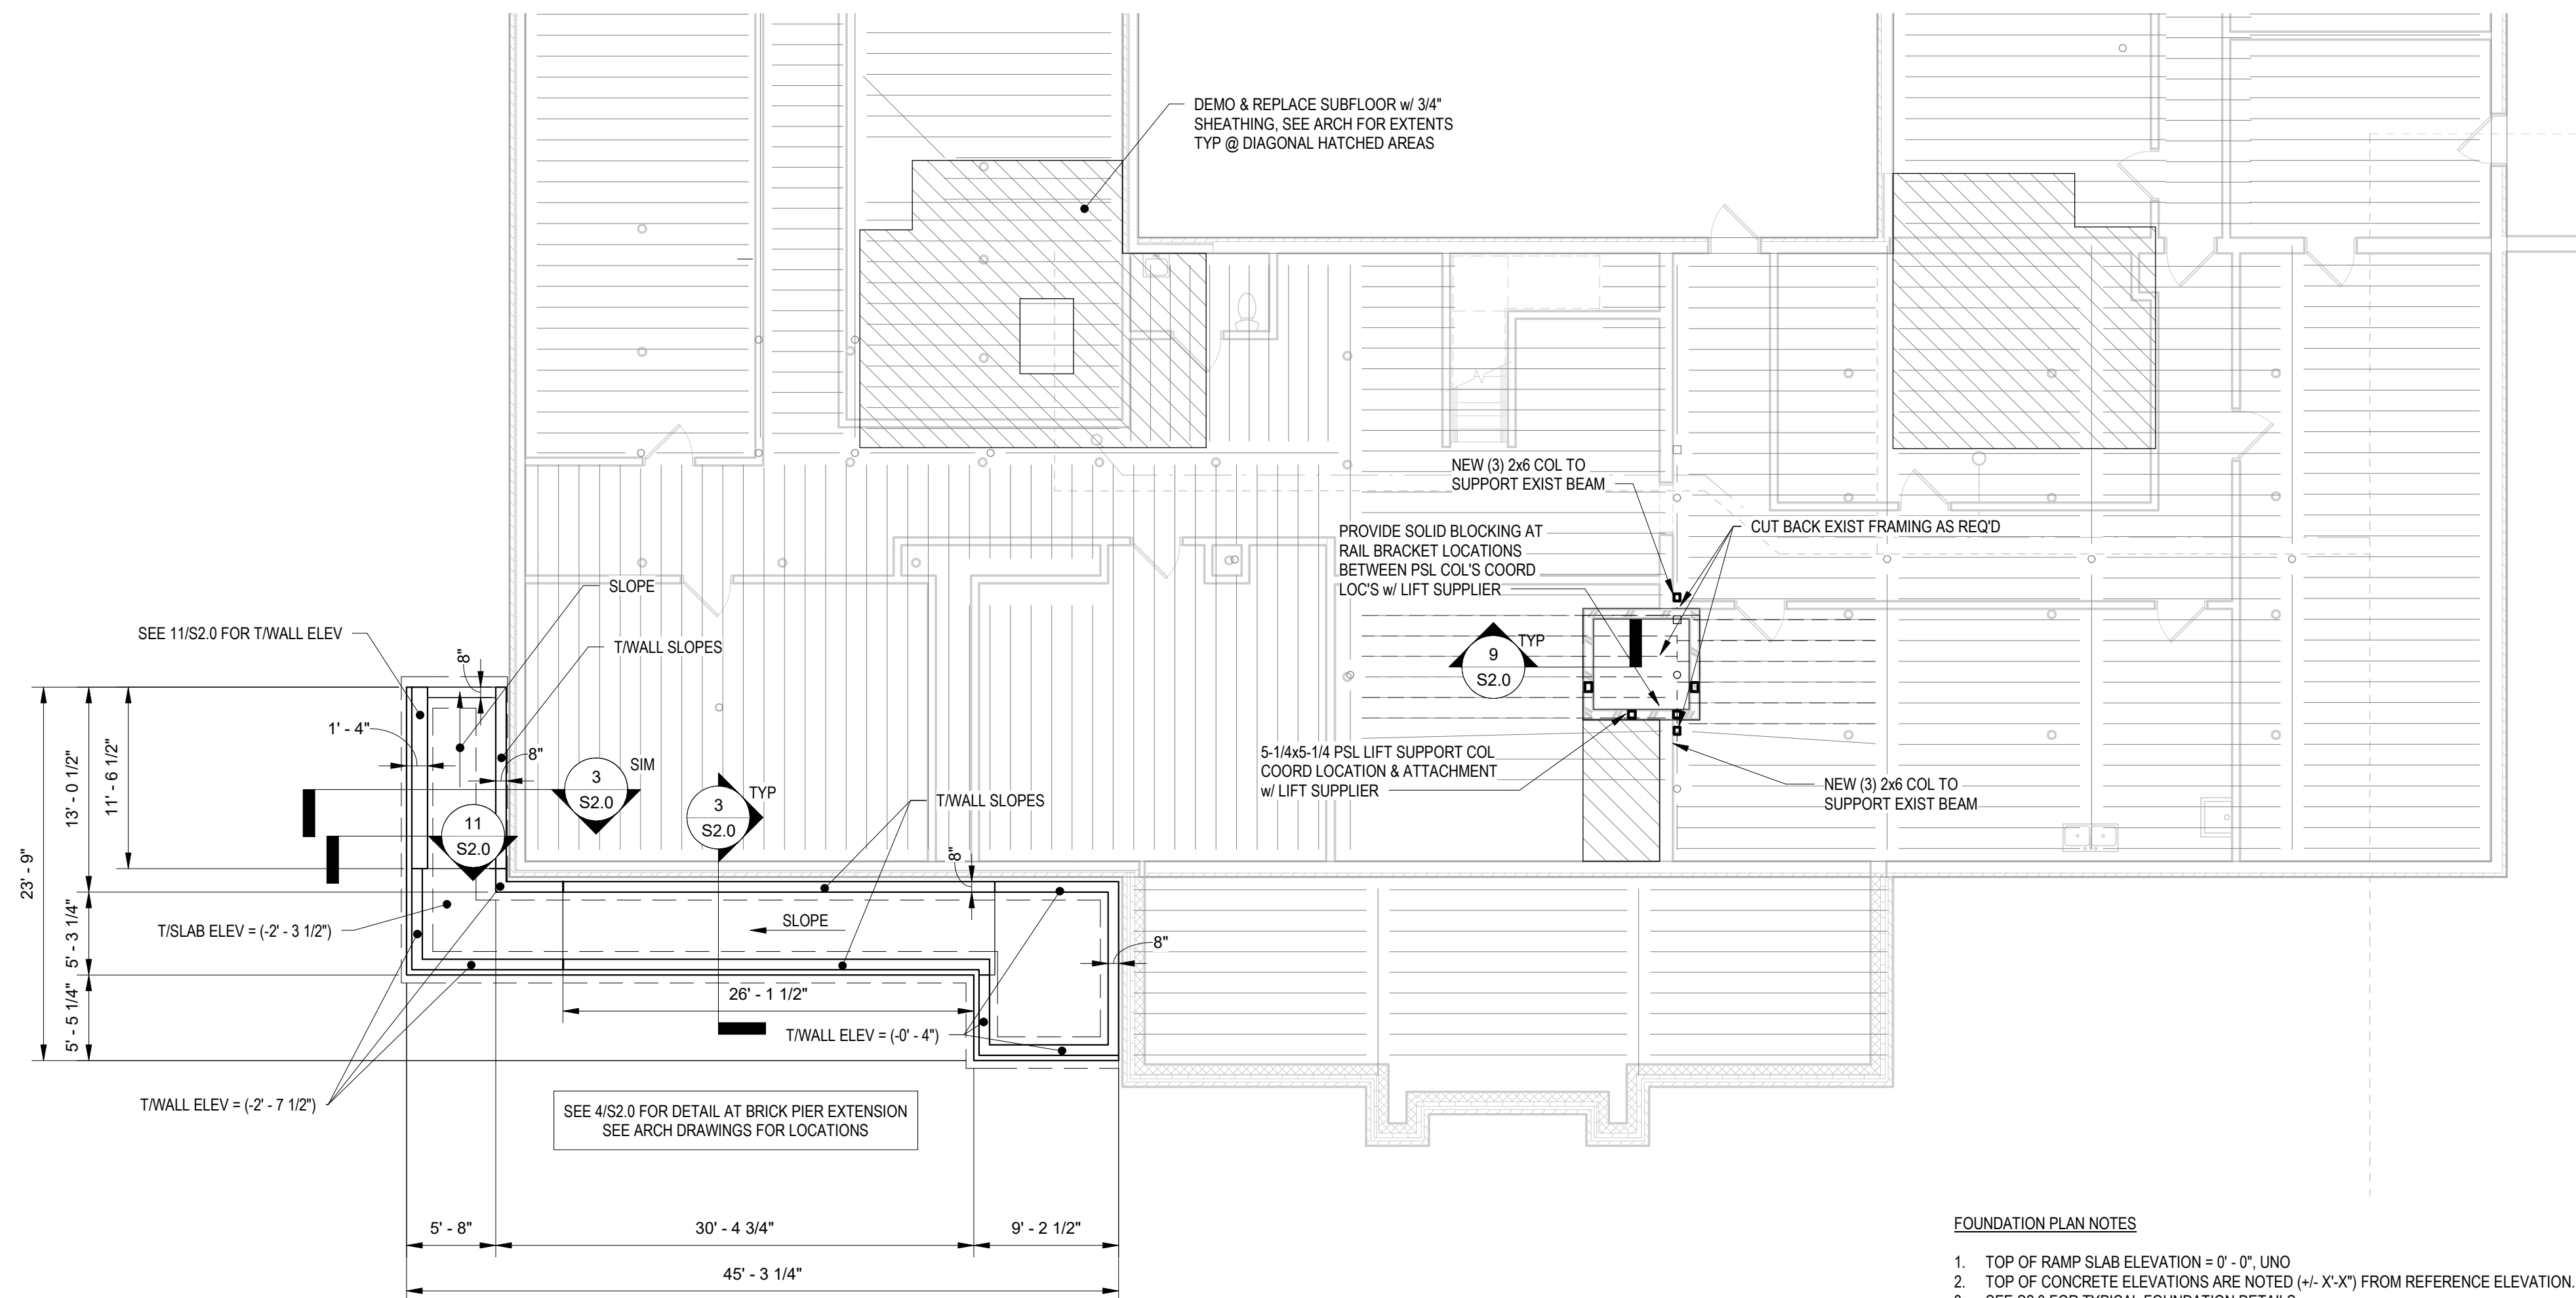 DEMO & REPLACE SUBFLOOR w/ 3/4"
SHEATHING, SEE ARCH FOR EXTENTS
TYP @ DIAGONAL HATCHED AREAS
NEW (3) 2x6 COL TO
SUPPORT EXIST BEAM
PROVIDE SOLID BLOCKING AT
RAIL BRACKET LOCATIONS
BETWEEN PSL COL'S COORD
LOC'S w/ LIFT SUPPLIER
CUT BACK EXIST FRAMING AS REQ'D
SLOPE
SEE 11/S2.0 FOR T/WALL ELEV
T/WALL SLOPES
8"
9
S2.0
TYP
1' - 4"
8"
23' - 9"
13' - 0 1/2"
11' - 6 1/2"
3
S2.0
SIM
3
S2.0
TYP
11
S2.0
T/WALL SLOPES
5-1/4x5-1/4 PSL LIFT SUPPORT COL
COORD LOCATION & ATTACHMENT
w/ LIFT SUPPLIER
NEW (3) 2x6 COL TO
SUPPORT EXIST BEAM
8"
5' - 3 1/4"
T/SLAB ELEV = (-2' - 3 1/2")
SLOPE
8"
5' - 5 1/4"
26' - 1 1/2"
T/WALL ELEV = (-0' - 4")
T/WALL ELEV = (-2' - 7 1/2")
SEE 4/S2.0 FOR DETAIL AT BRICK PIER EXTENSION
SEE ARCH DRAWINGS FOR LOCATIONS
5' - 8"
30' - 4 3/4"
9' - 2 1/2"
45' - 3 1/4"
FOUNDATION PLAN NOTES
1. TOP OF RAMP SLAB ELEVATION = 0' - 0", UNO
2. TOP OF CONCRETE ELEVATIONS ARE NOTED (+/- X'-X") FROM REFERENCE ELEVATION.